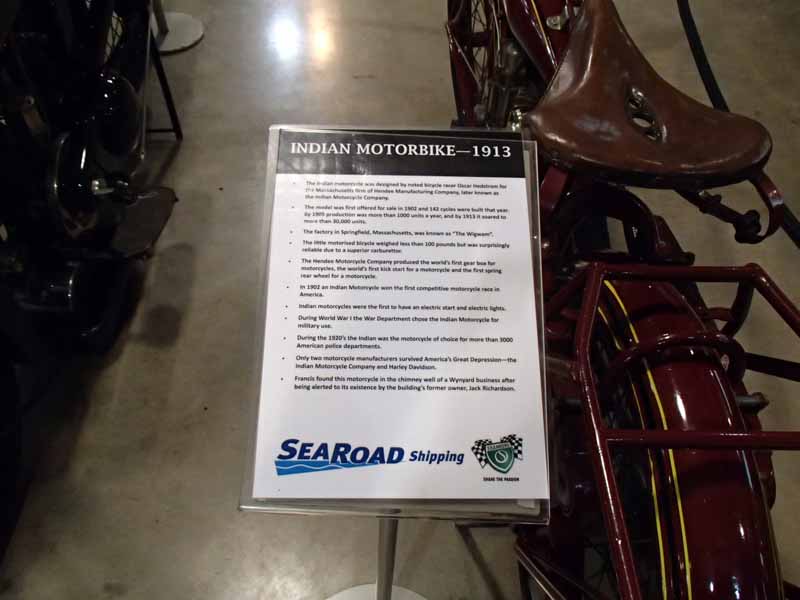 INDIAN MOTORBIKE—1913
• The Indian motorcycle was designed by noted bicycle racer Oscar Hedstrom for
the Massachusetts firm of Hendee Manufacturing Company, later known as
the Indian Motorcycle Company.
• The model was first offered for sale in 1902 and 142 cycles were built that year.
by 1909 production was more than 1000 units a year, and by 1913 it soared to
more than 30,000 units.
• The factory in Springfield, Massachusetts, was known as "The Wigwam".
• The little motorised bicycle weighed less than 100 pounds but was surprisingly
reliable due to a superior carburettor.
• The Hendee Motorcycle Company produced the world's first gear box for
motorcycles, the world's first kick start for a motorcycle and the first spring
rear wheel for a motorcycle.
• In 1902 an Indian Motorcycle won the first competitive motorcycle race in
America.
• Indian motorcycles were the first to have an electric start and electric lights.
• During World War I the War Department chose the Indian Motorcycle for
military use.
• During the 1920's the Indian was the motorcycle of choice for more than 3000
American police departments.
• Only two motorcycle manufacturers survived America's Great Depression—the
Indian Motorcycle Company and Harley Davidson.
• Francis found this motorcycle in the chimney well of a Wynyard business after
being alerted to its existence by the building's former owner, Jack Richardson.
SEAROAD Shipping
SHANNONS
S
SHARE THE PASSION